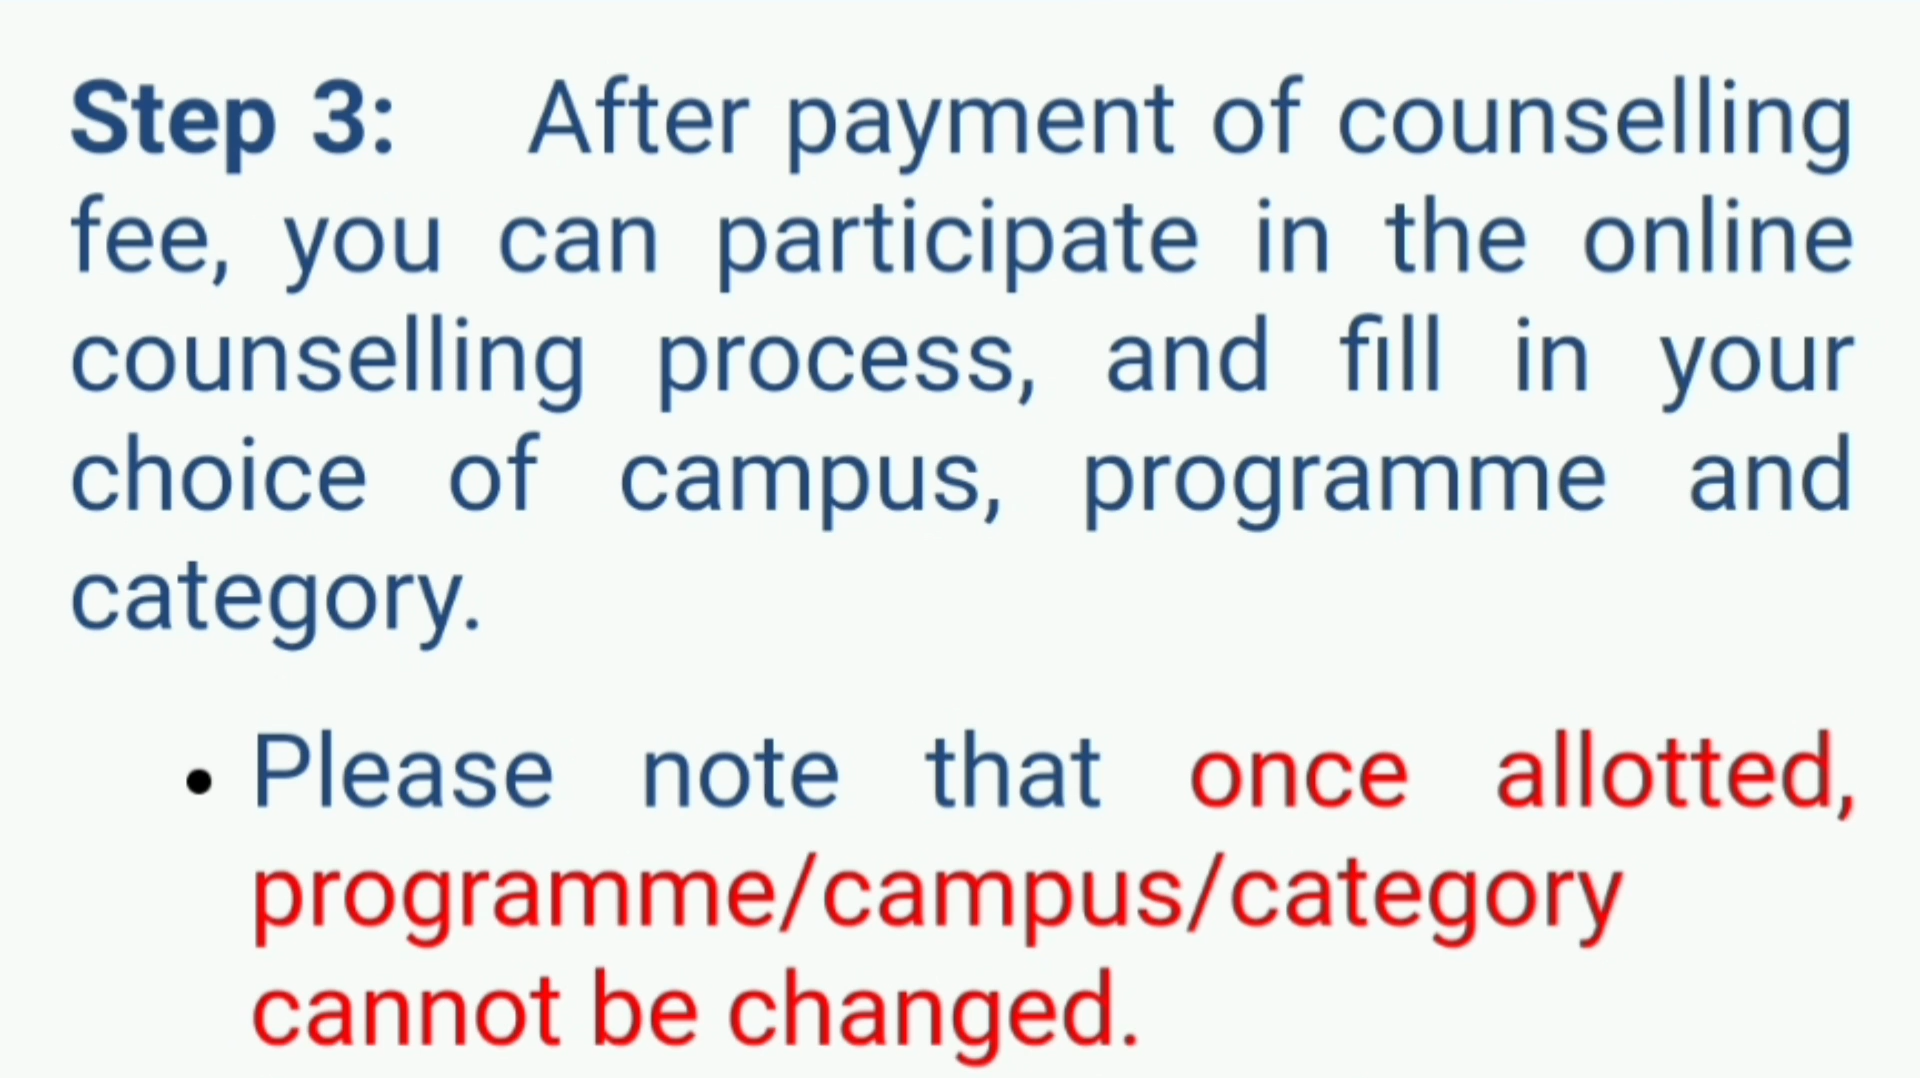 Step 3: After payment of counselling
fee, you can participate in the online
counselling process, and fill in your
choice of campus, programme and
category.
• Please note that once allotted,
programme/campus/category
cannot be changed.